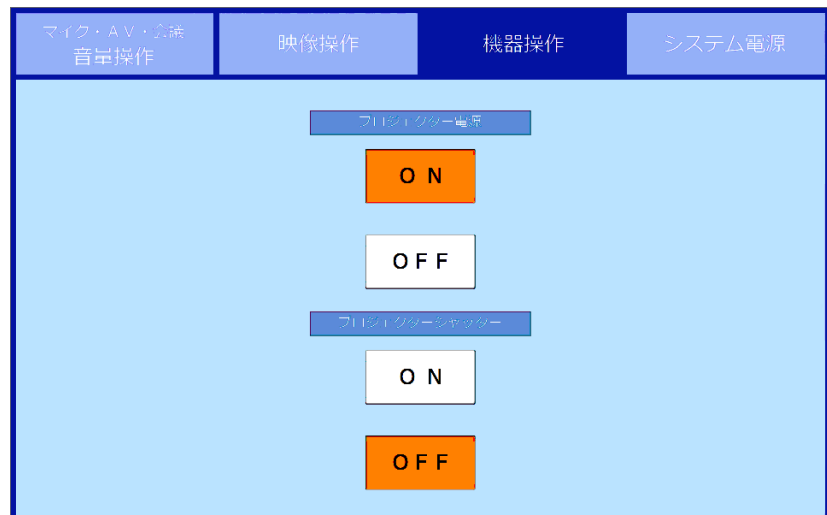 マイク・AV・会議
音量操作
映像操作
機器操作
システム電源
プロジェクター電源
ON
OFF
プロジェクターシャッター
ON
OFF